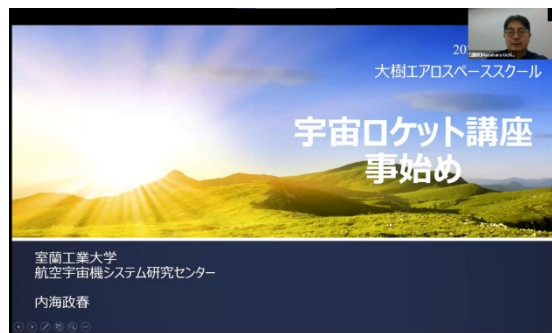 20
大樹エアロスペーススクール
宇宙ロケット講座
事始め
室蘭工業大学
航空宇宙機システム研究センター
内海政春